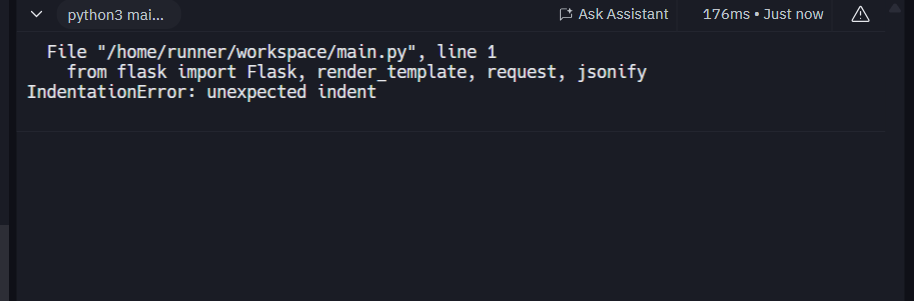 python3 mai... Ask Assistant 176ms • Just now
File "/home/runner/workspace/main.py", line 1
from flask import Flask, render_template, request, jsonify
IndentationError: unexpected indent